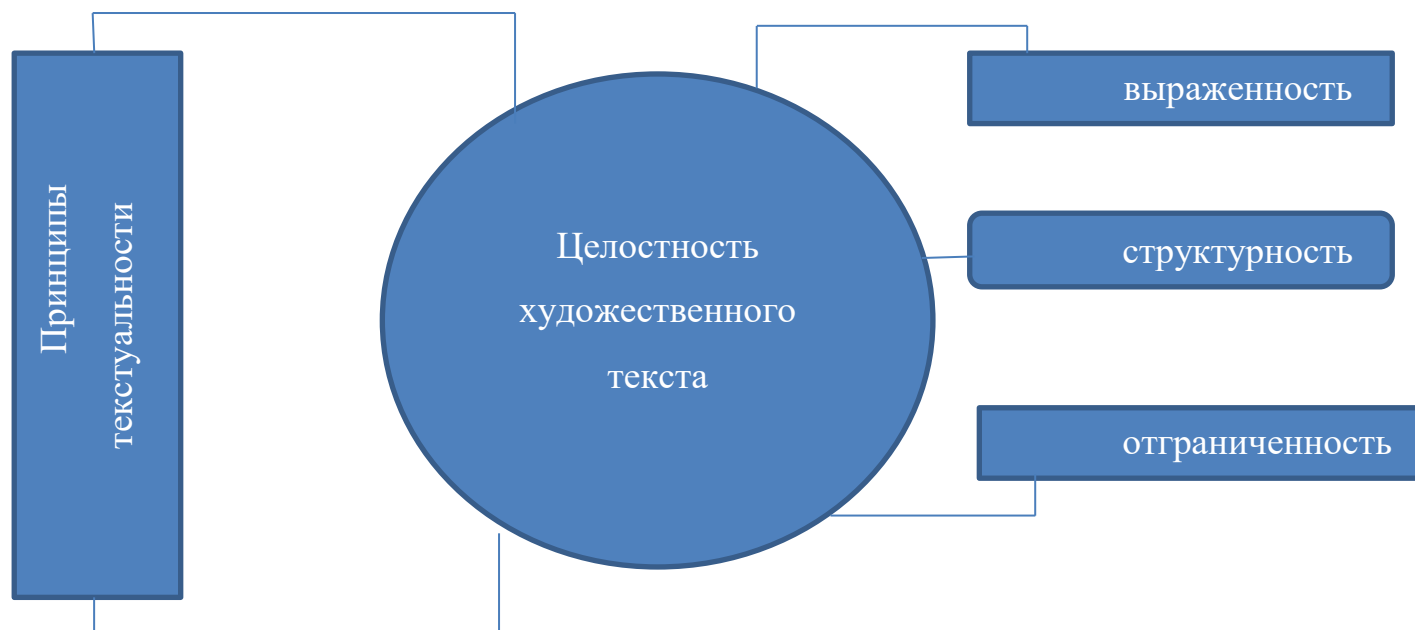 Принципы
текстуальности
Целостность
художественного
текста
выраженность
структурность
отграниченность